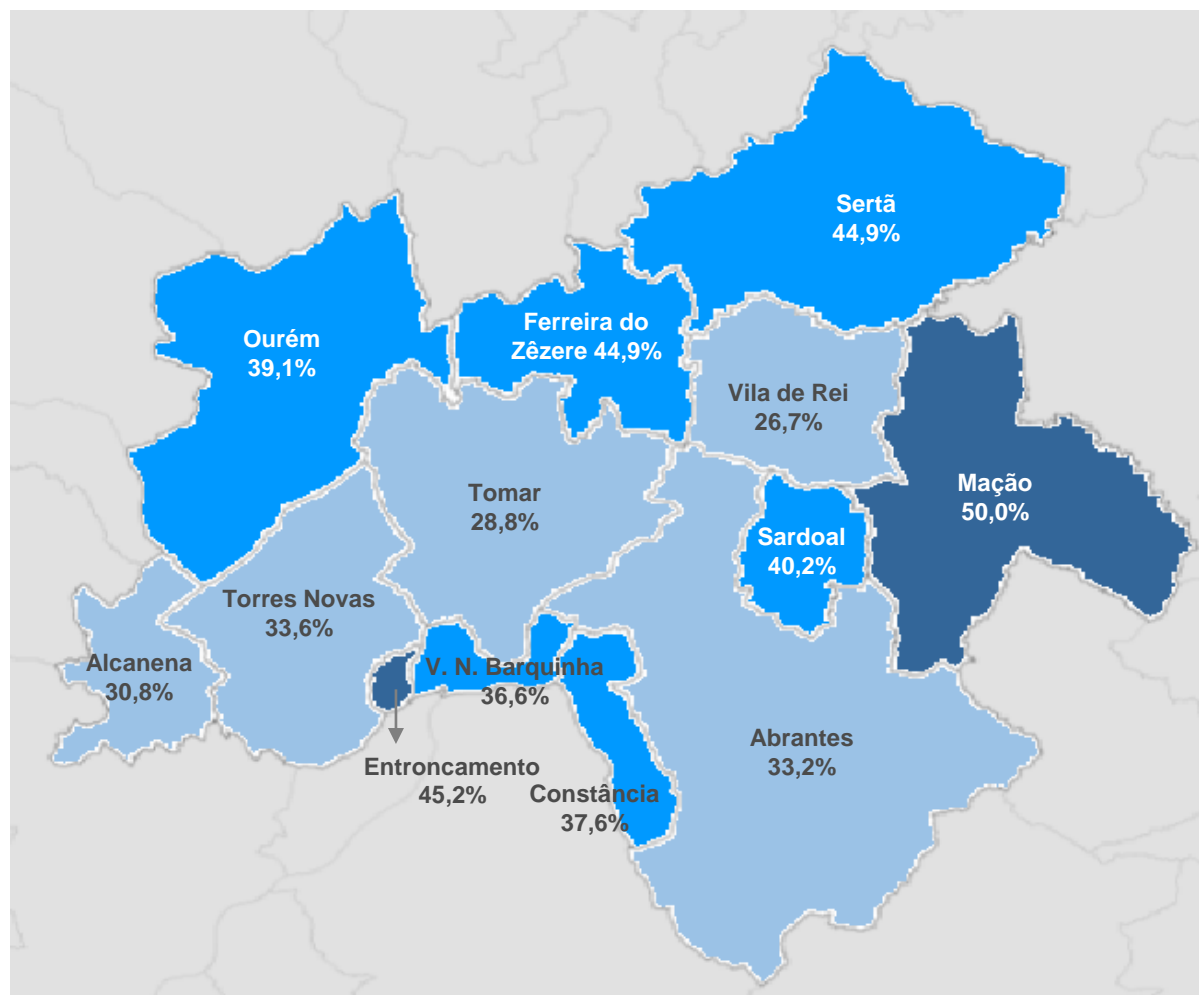 Sertã
44,9%
Ourém
39,1%
Ferreira do
Zêzere 44,9%
Vila de Rei
26,7%
Mação
50,0%
Tomar
28,8%
Sardoal
40,2%
Torres Novas
33,6%
Alcanena
30,8%
V. N. Barquinha
36,6%
Abrantes
33,2%
Entroncamento
45,2%
Constância
37,6%